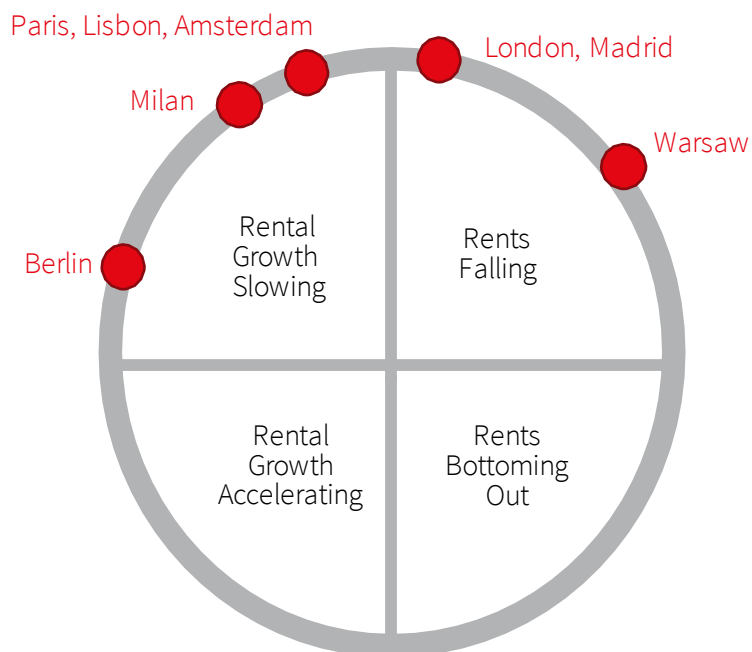 Paris, Lisbon, Amsterdam
London, Madrid
Milan
Warsaw
Berlin
Rental
Growth
Slowing
Rents
Falling
Rental
Growth
Accelerating
Rents
Bottoming
Out